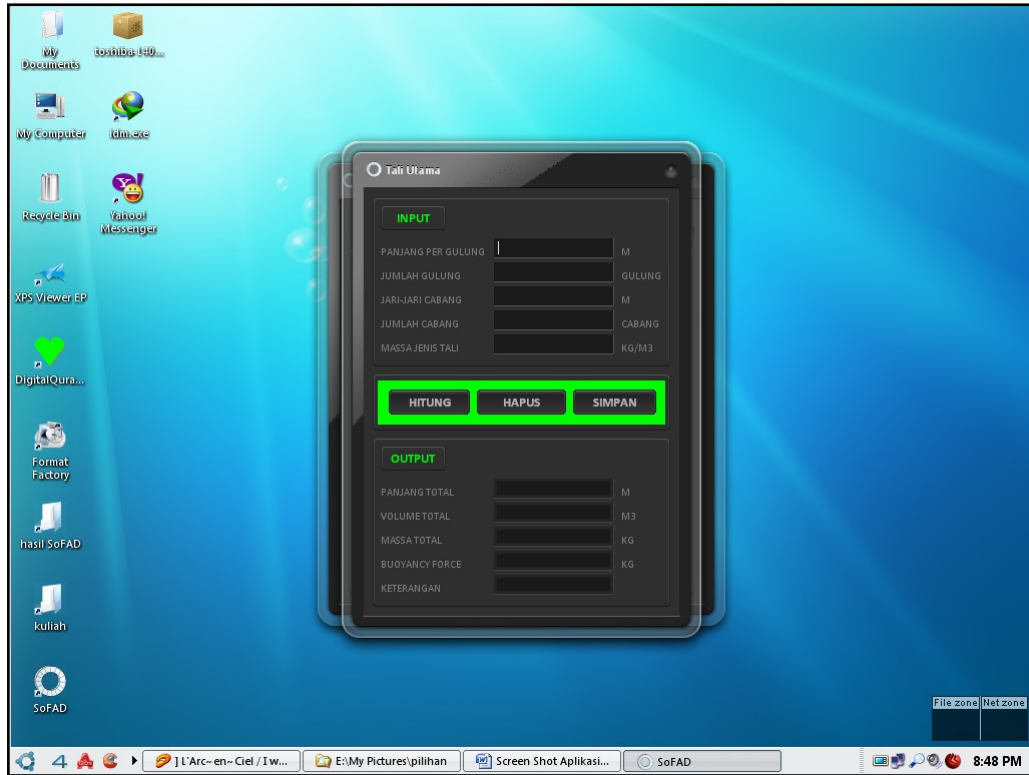 My Documents
toshiba-140...
My Computer
idm.exe
Recycle Bin
Yahoo! Messenger
XPS Viewer EP
DigitalQura...
Format Factory
hasil SoFAD
kuliah
SoFAD
Tali Utama
INPUT
PANJANG PER GULUNG M
JUMLAH GULUNG GULUNG
JARI-JARI CABANG M
JUMLAH CABANG CABANG
MASSA JENIS TALI KG/M3
HITUNG HAPUS SIMPAN
OUTPUT
PANJANG TOTAL M
VOLUME TOTAL M3
MASSA TOTAL KG
BUOYANCY FORCE KG
KETERANGAN
File zone Net zone
4 ] L'Arc~en~Ciel / I w... E:\My Pictures\pilihan Screen Shot Aplikasi... SoFAD 8:48 PM